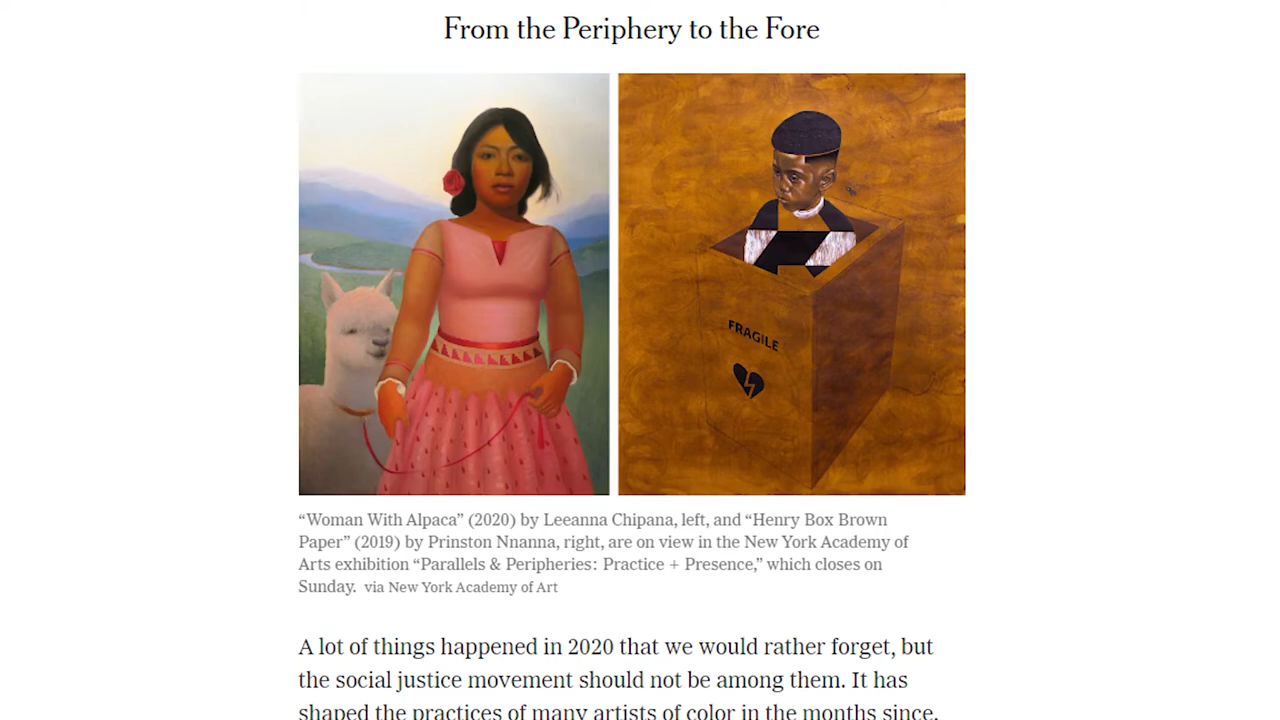 From the Periphery to the Fore
FRAGILE
“Woman With Alpaca” (2020) by Leeanna Chipana, left, and “Henry Box Brown
Paper” (2019) by Prinston Nnanna, right, are on view in the New York Academy of
Arts exhibition “Parallels & Peripheries: Practice + Presence,” which closes on
Sunday. via New York Academy of Art
A lot of things happened in 2020 that we would rather forget, but
the social justice movement should not be among them. It has
shaped the practices of many artists of color in the months since.